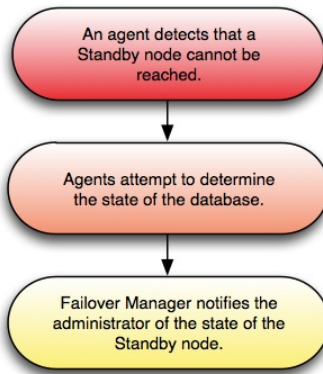 An agent detects that a
Standby node cannot be
reached.
Agents attempt to determine
the state of the database.
Failover Manager notifies the
administrator of the state of the
Standby node.